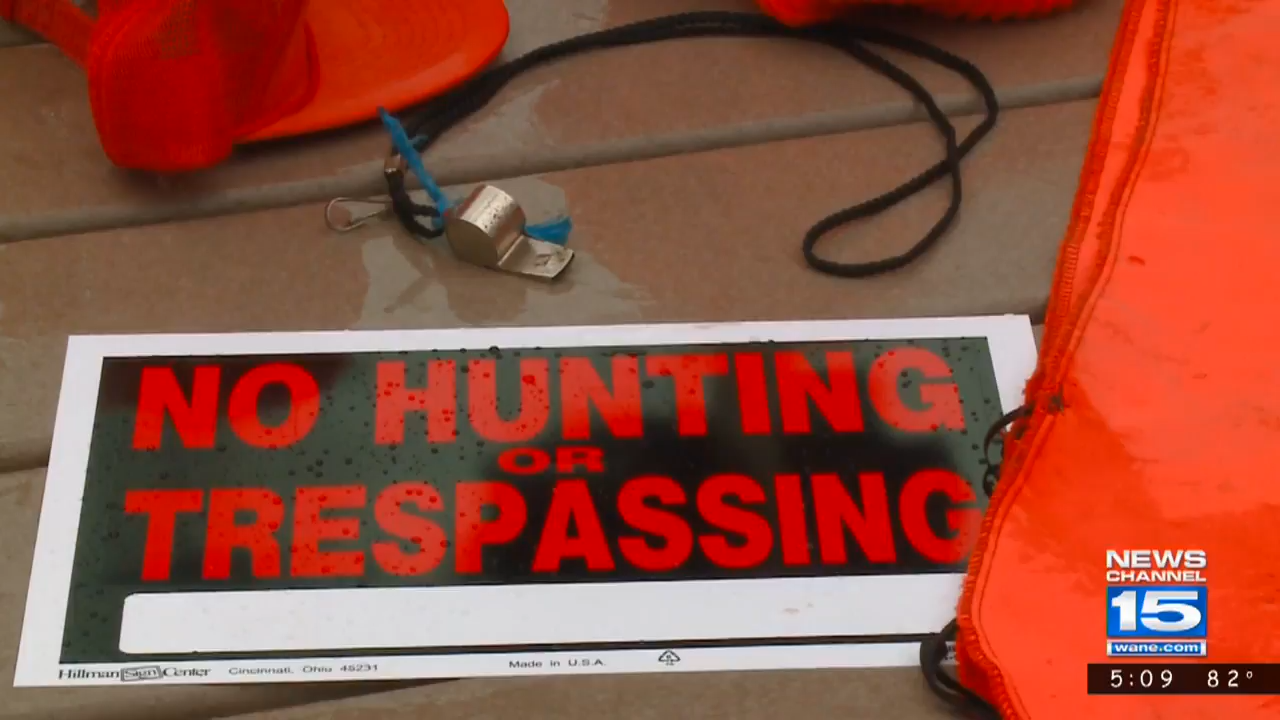 NO HUNTING
OR
TRESPASSING
Hillman Sign Center Cincinnati, Ohio 45231 Made in U.S.A.
NEWS
CHANNEL
15
wane.com
5:09 82°